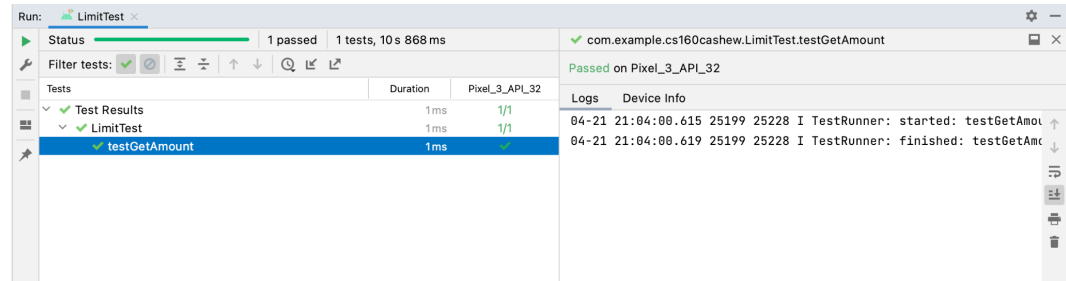 Run: LimitTest
Status 1 passed 1 tests, 10 s 868 ms
Filter tests:
Tests Duration Pixel_3_API_32
Test Results 1 ms 1/1
LimitTest 1 ms 1/1
testGetAmount 1 ms
com.example.cs160cashew.LimitTest.testGetAmount
Passed on Pixel_3_API_32
Logs Device Info
04-21 21:04:00.615 25199 25228 I TestRunner: started: testGetAmou
04-21 21:04:00.619 25199 25228 I TestRunner: finished: testGetAmo